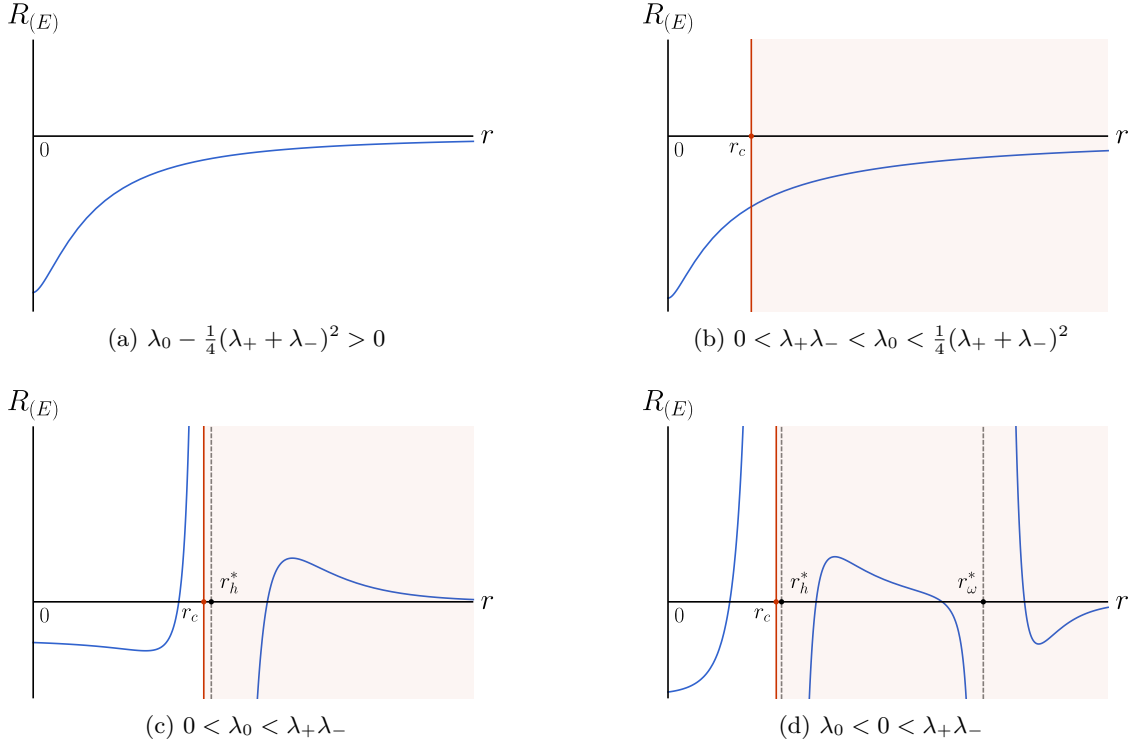 R_{(E)}
0
r
(a) λ_0 − \frac{1}{4}(λ_+ + λ_−)^2 > 0
R_{(E)}
0
r_c
r
(b) 0 < λ_+λ_− < λ_0 < \frac{1}{4}(λ_+ + λ_−)^2
R_{(E)}
0
r_c
r_h^*
r
(c) 0 < λ_0 < λ_+λ_−
R_{(E)}
0
r_c
r_h^*
r_ω^*
r
(d) λ_0 < 0 < λ_+λ_−